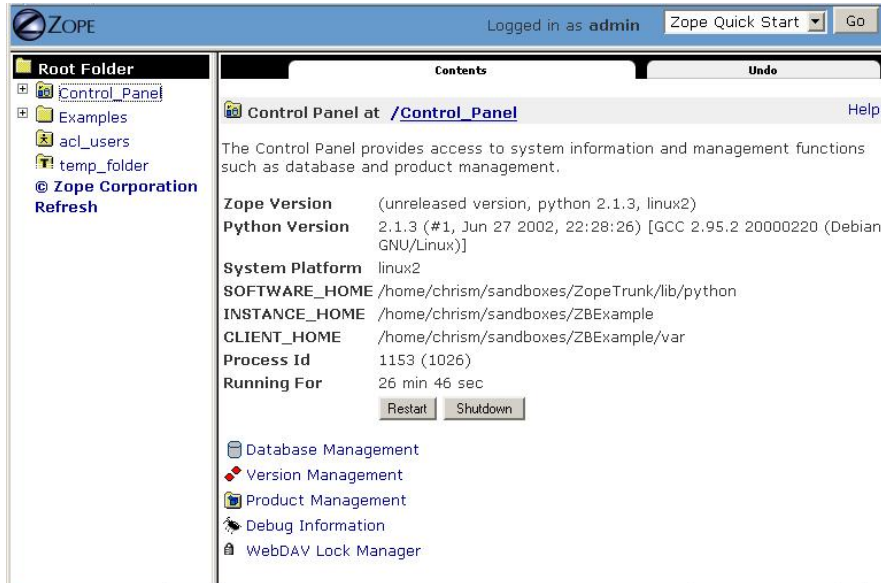 ZOPE
Logged in as admin
Zope Quick Start
Go
Root Folder
Control_Panel
Examples
acl_users
temp_folder
© Zope Corporation
Refresh
Contents
Undo
Control Panel at /Control_Panel
Help
The Control Panel provides access to system information and management functions
such as database and product management.
Zope Version (unreleased version, python 2.1.3, linux2)
Python Version 2.1.3 (#1, Jun 27 2002, 22:28:26) [GCC 2.95.2 20000220 (Debian
GNU/Linux)]
System Platform linux2
SOFTWARE_HOME /home/chrism/sandboxes/ZopeTrunk/lib/python
INSTANCE_HOME /home/chrism/sandboxes/ZBExample
CLIENT_HOME /home/chrism/sandboxes/ZBExample/var
Process Id 1153 (1026)
Running For 26 min 46 sec
Restart Shutdown
Database Management
Version Management
Product Management
Debug Information
WebDAV Lock Manager